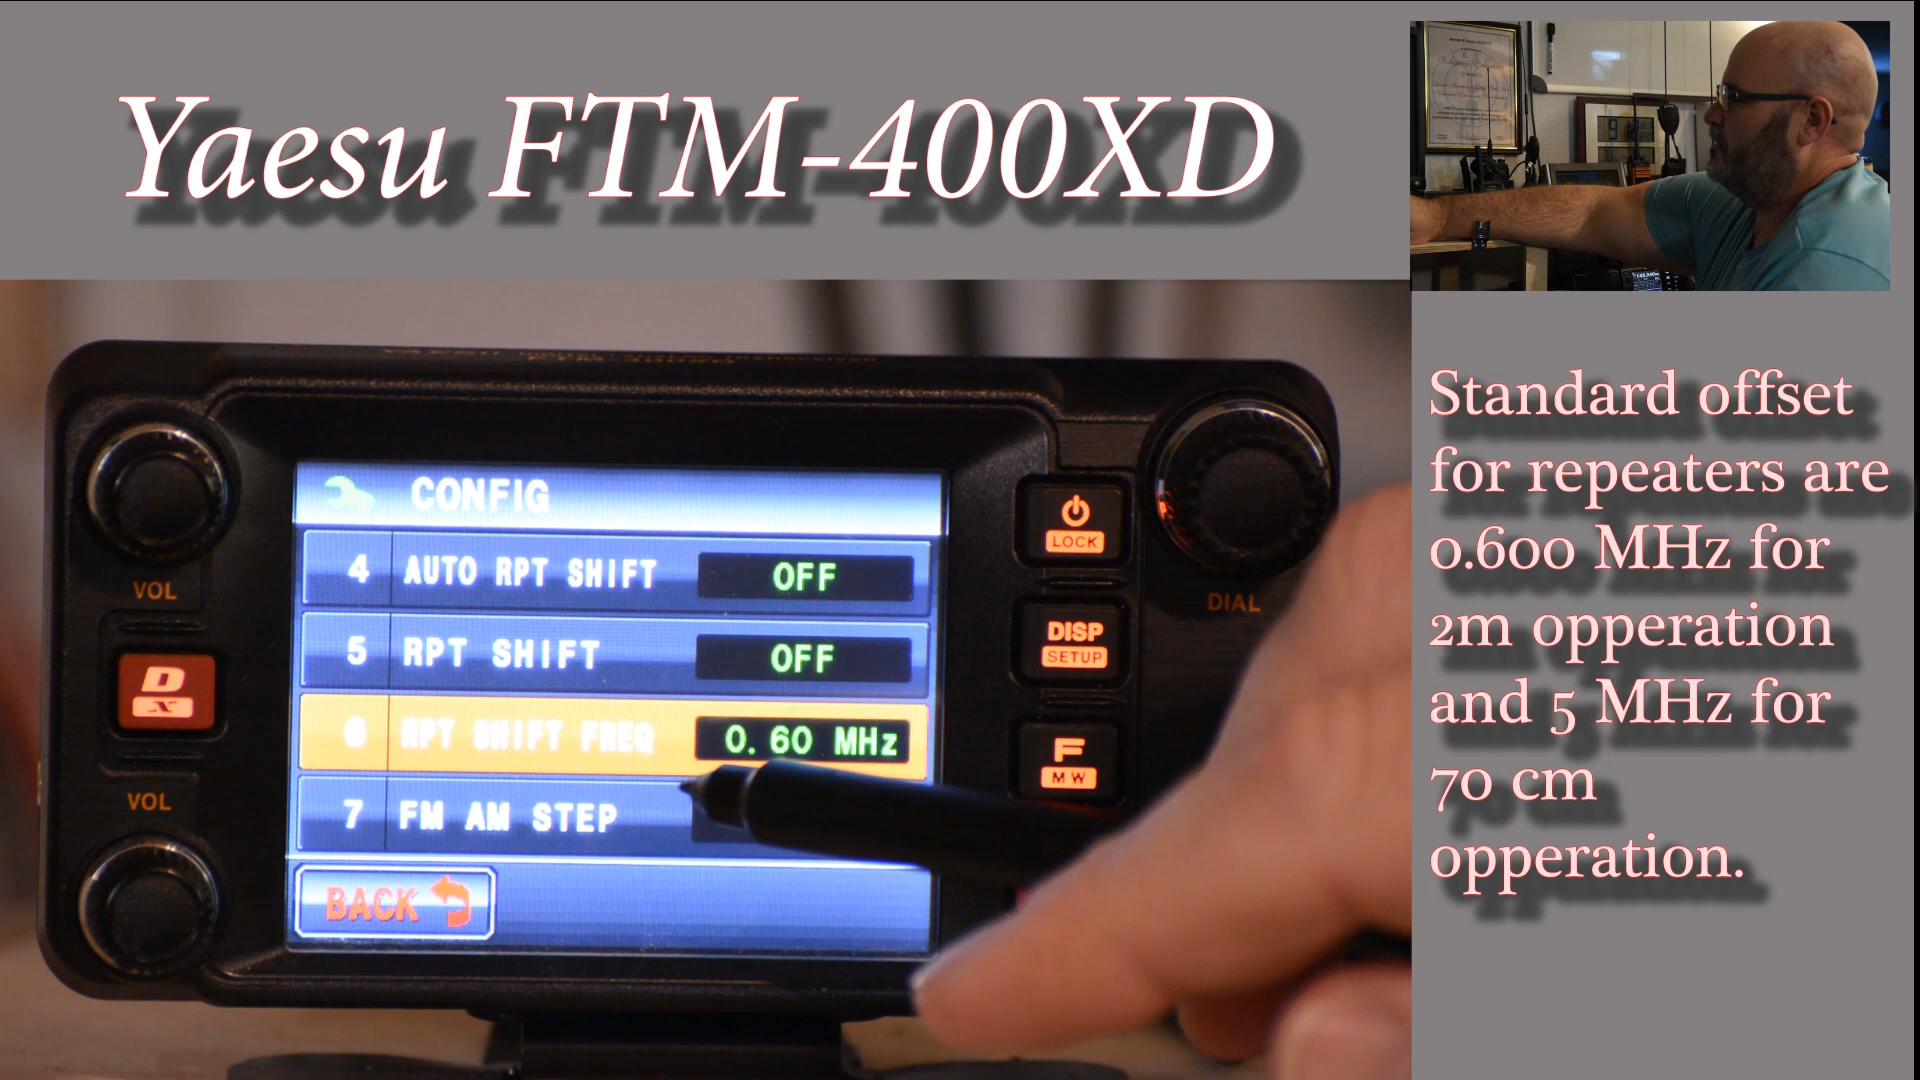 Yaesu FTM-400XD
Standard offset
for repeaters are
0.600 MHz for
2m opperation
and 5 MHz for
70 cm
opperation.
CONFIG
4 AUTO RPT SHIFT OFF
5 RPT SHIFT OFF
6 RPT SHIFT FREQ 0.60 MHz
7 FM AM STEP
BACK
VOL
D
X
VOL
LOCK
DISP
SETUP
F
MW
DIAL